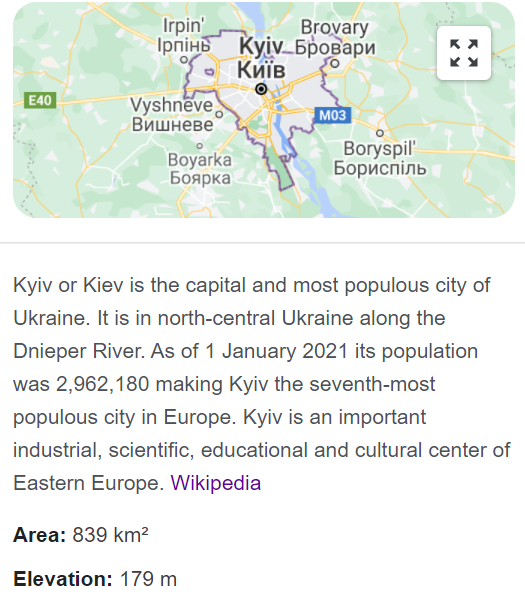 Irpin'
Ірпінь
Brovary
Бровари
Kyiv
Київ
E40
Vyshneve
Вишневе
M03
Boyarka
Боярка
Boryspil'
Бориспіль
Kyiv or Kiev is the capital and most populous city of
Ukraine. It is in north-central Ukraine along the
Dnieper River. As of 1 January 2021 its population
was 2,962,180 making Kyiv the seventh-most
populous city in Europe. Kyiv is an important
industrial, scientific, educational and cultural center of
Eastern Europe. Wikipedia
Area: 839 km²
Elevation: 179 m